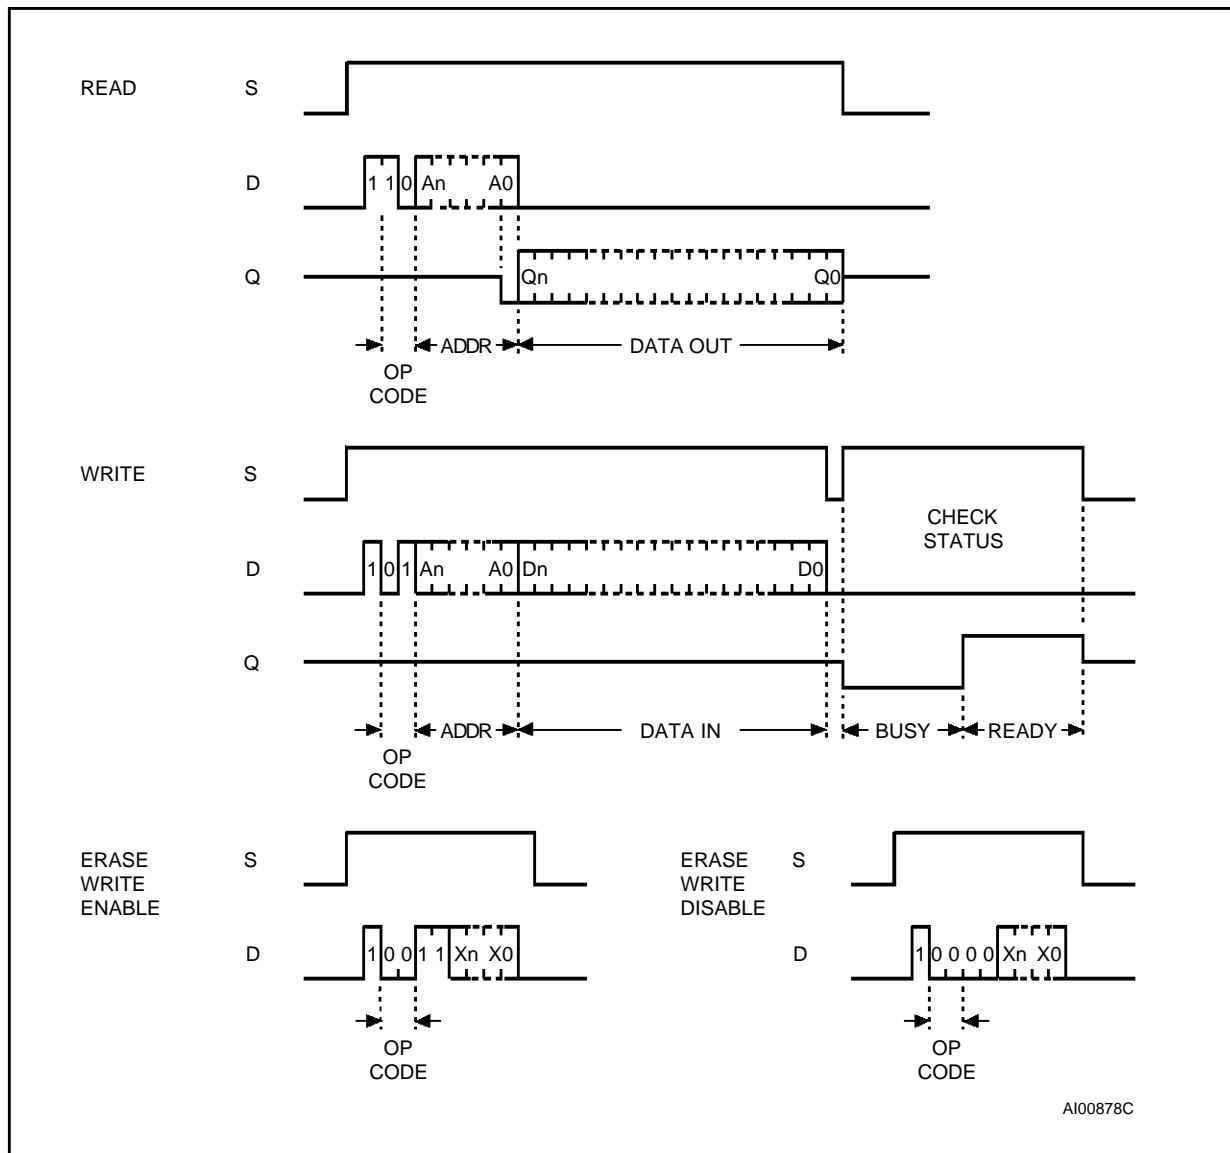 READ S
D 1 1 0 An A0
Q Qn Q0
ADDR DATA OUT
OP
CODE
WRITE S
CHECK
STATUS
D 1 0 1 An A0 Dn D0
Q
ADDR DATA IN BUSY READY
OP
CODE
ERASE
WRITE
ENABLE
S
D 1 0 0 1 1 Xn X0
OP
CODE
ERASE
WRITE
DISABLE
S
D 1 0 0 0 0 Xn X0
OP
CODE
AI00878C